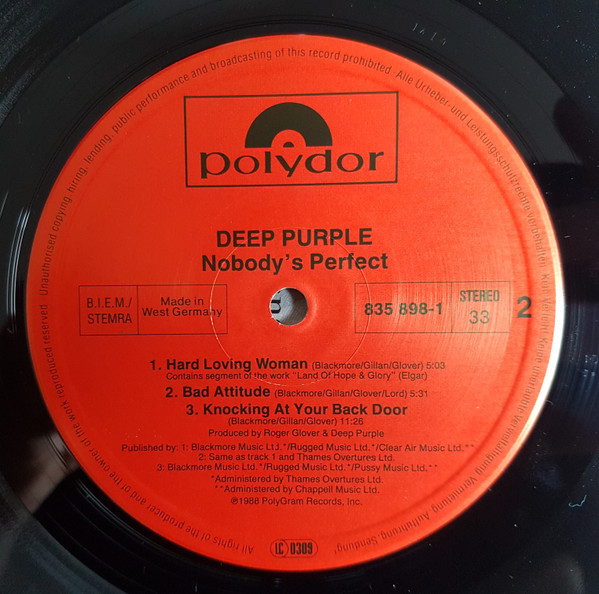 Unauthorised copying, hiring, lending, public performance and broadcasting of this record prohibited · Alle Urheber- und Leistungsschutzrechte vorbehalten
polydor
DEEP PURPLE
Nobody's Perfect
B.I.E.M./
STEMRA
Made in
West Germany
835 898-1
STEREO
33
2
1. Hard Loving Woman (Blackmore/Gillan/Glover) 5:03
Contains segment of the work "Land Of Hope & Glory" (Elgar)
2. Bad Attitude (Blackmore/Gillan/Glover/Lord) 5:31
3. Knocking At Your Back Door
(Blackmore/Gillan/Glover) 11:26
Produced by Roger Glover & Deep Purple
Published by: 1: Blackmore Music Ltd.*/Rugged Music Ltd.*/Clear Air Music Ltd.**
2: Same as track 1 and Thames Overtures Ltd.
3: Blackmore Music Ltd.*/Rugged Music Ltd.*/Pussy Music Ltd.**
*Administered by Thames Overtures Ltd.
**Administered by Chappell Music Ltd.
℗1988 PolyGram Records, Inc.
LC 0309
All rights of the producer and of the owner of the work reproduced reserved
Vermietung Aufführung Sendung!